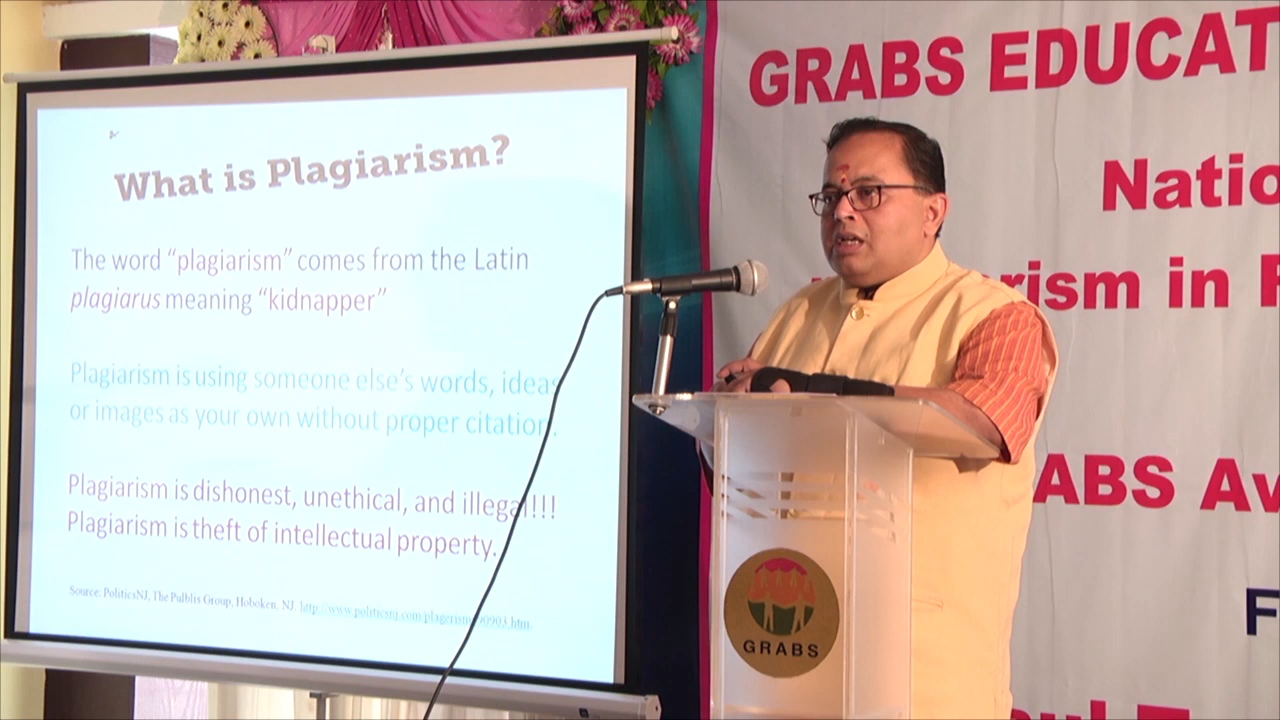 What is Plagiarism?
The word “plagiarism” comes from the Latin
plagiarus meaning “kidnapper”
Plagiarism is using someone else’s words, ideas
or images as your own without proper citation.
Plagiarism is dishonest, unethical, and illegal!!!
Plagiarism is theft of intellectual property.
Source: PoliticsNJ, The Pulblis Group, Hoboken, NJ.
GRABS EDUCAT
Natio
rism in
ABS Av
F
GRABS